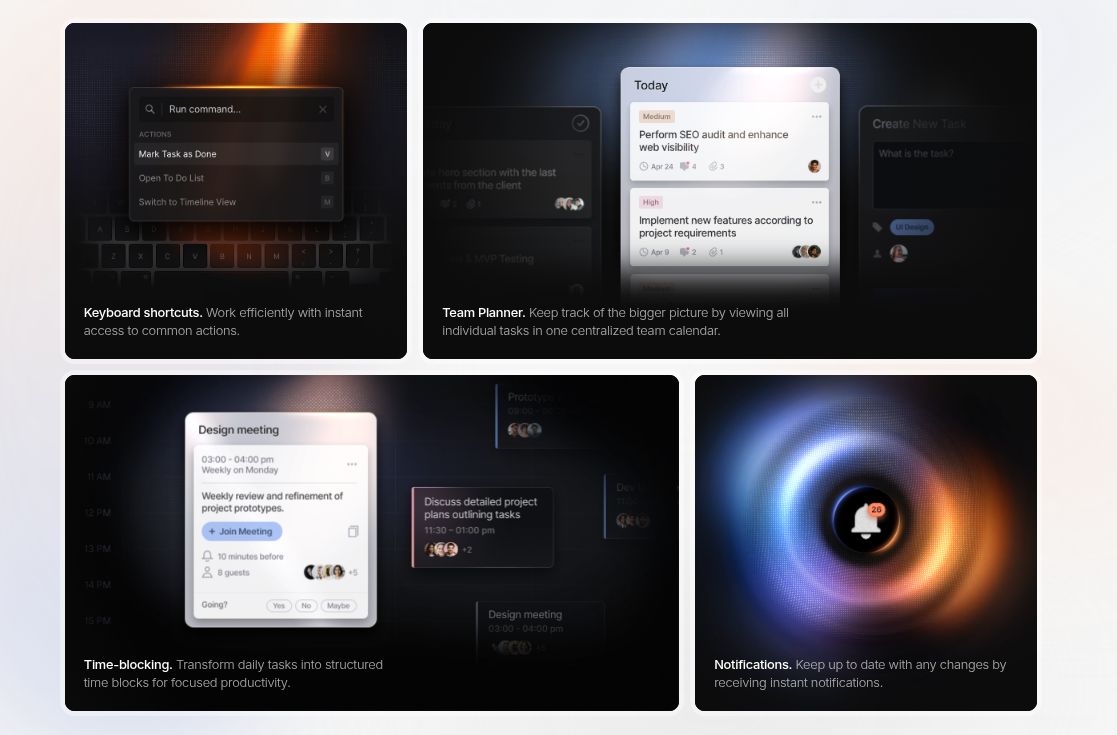 Run command...
ACTIONS
Mark Task as Done V
Open To Do List B
Switch to Timeline View M
A S D
Z X C V B N M < >
? /
Keyboard shortcuts. Work efficiently with instant
access to common actions.
hero section with the last
from the client
2 1
& MVP Testing
Today
Medium
Perform SEO audit and enhance
web visibility
Apr 24 4 3
High
Implement new features according to
project requirements
Apr 9 2 1
Medium
Create New Task
What is the task?
UI Design
Team Planner. Keep track of the bigger picture by viewing all
individual tasks in one centralized team calendar.
9 AM
10 AM
11 AM
12 PM
13 PM
14 PM
15 PM
Design meeting
03:00 - 04:00 pm
Weekly on Monday
Weekly review and refinement of
project prototypes.
+ Join Meeting
10 minutes before
8 guests +5
Going? Yes No Maybe
Prototype
09:00
Discuss detailed project
plans outlining tasks
11:30 - 01:00 pm
+2
Design meeting
03:00 - 04:00 pm
+5
Time-blocking. Transform daily tasks into structured
time blocks for focused productivity.
26
Notifications. Keep up to date with any changes by
receiving instant notifications.